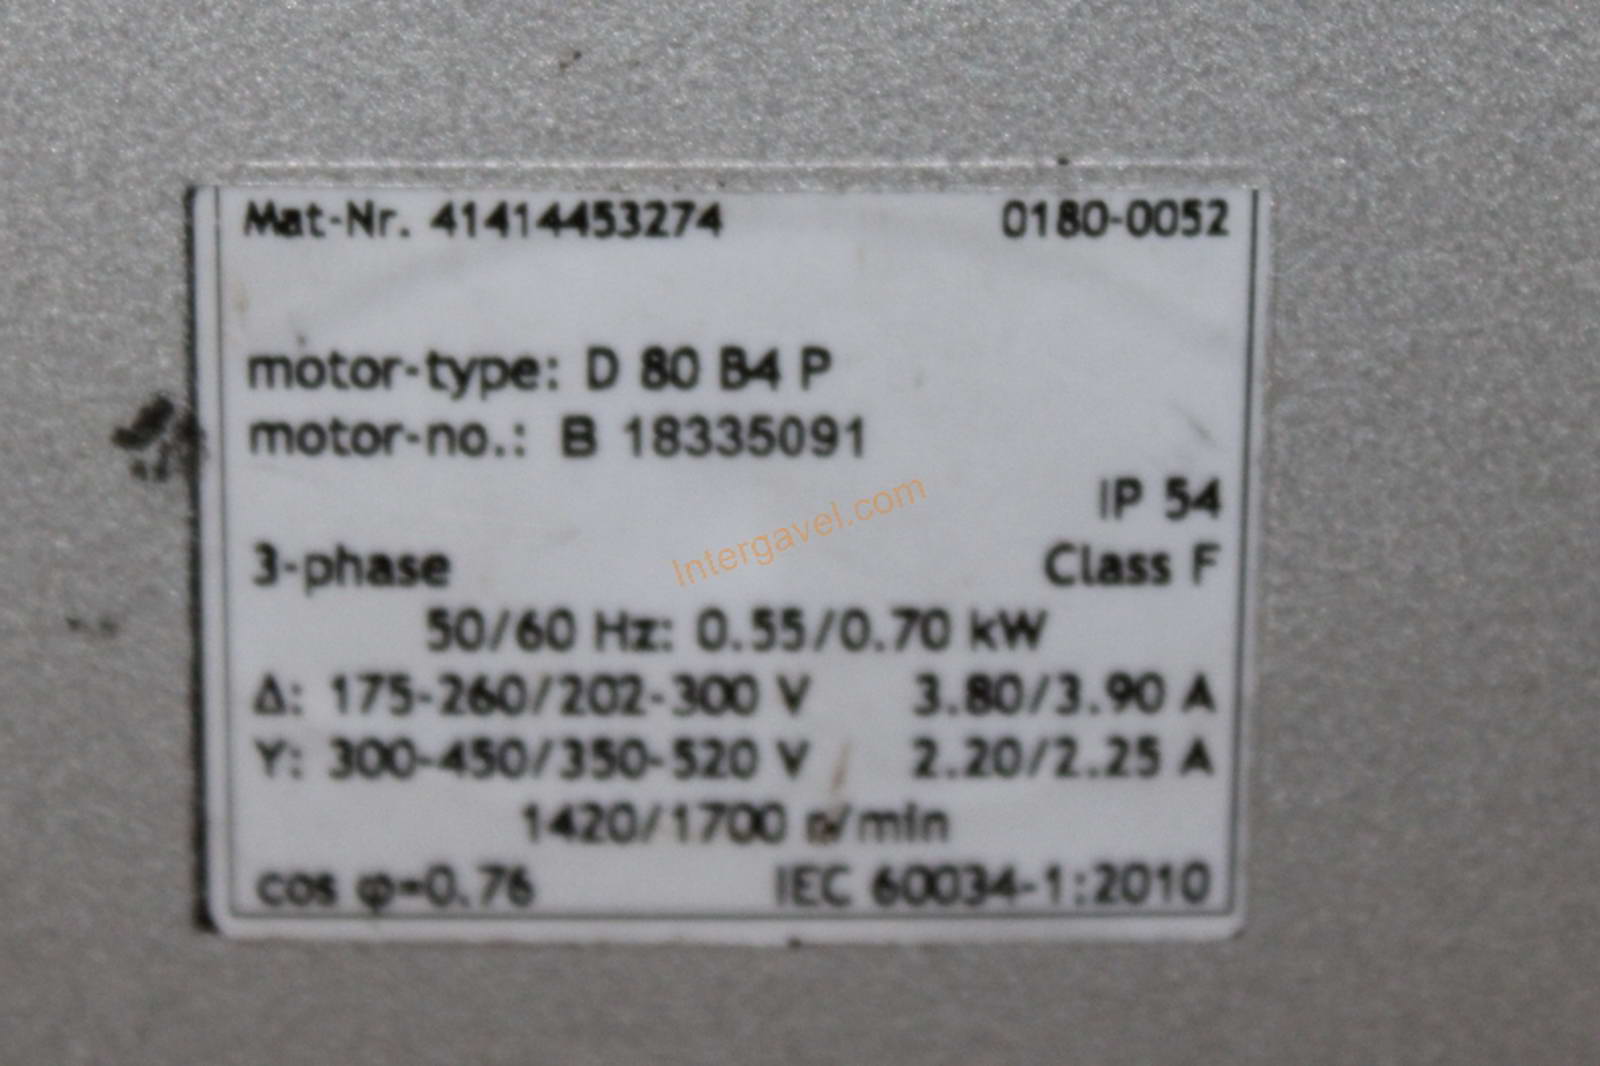 Mat-Nr. 41414453274 0180-0052
motor-type: D 80 B4 P
motor-no.: B 18335091
IP 54
Intergavel.com
3-phase Class F
50/60 Hz: 0.55/0.70 kW
Δ: 175-260/202-300 V 3.80/3.90 A
Y: 300-450/350-520 V 2.20/2.25 A
1420/1700 n/min
cos φ=0.76 IEC 60034-1:2010